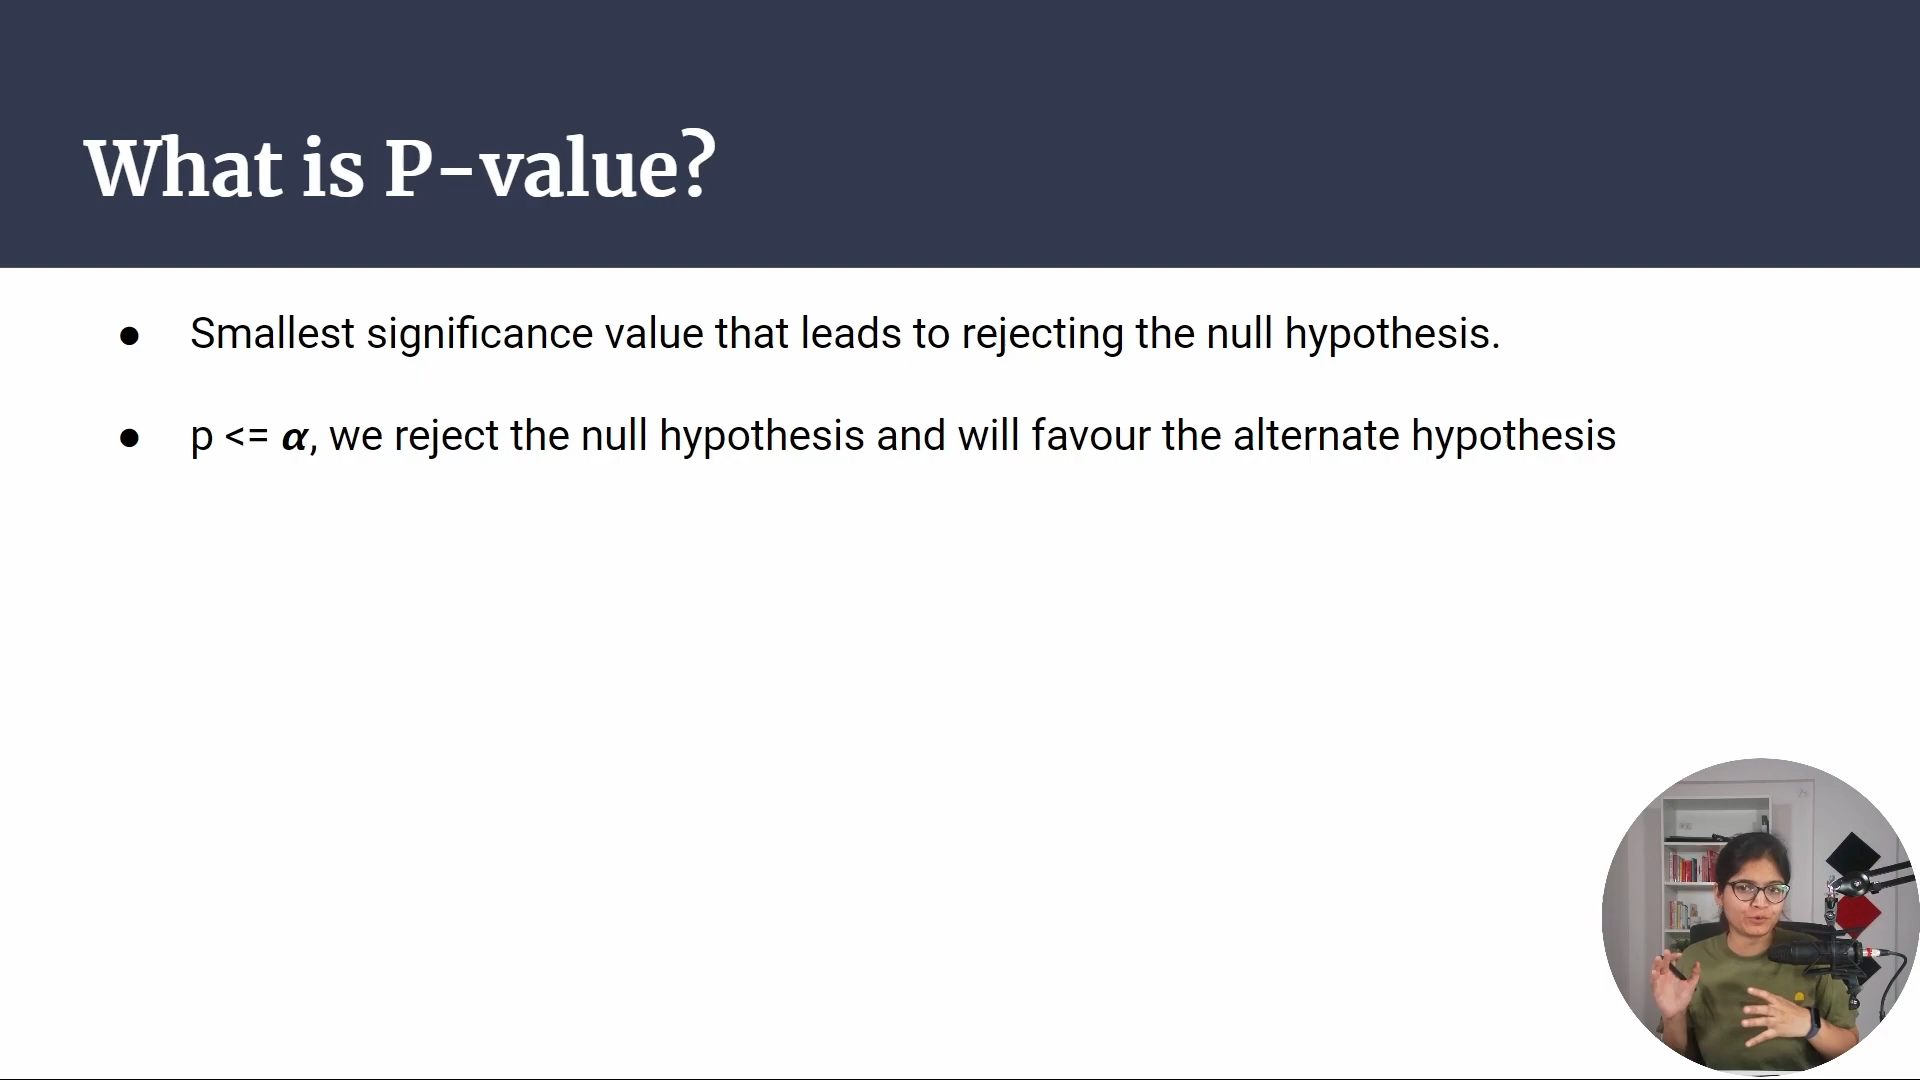 What is P-value?
● Smallest significance value that leads to rejecting the null hypothesis.
● p <= α, we reject the null hypothesis and will favour the alternate hypothesis